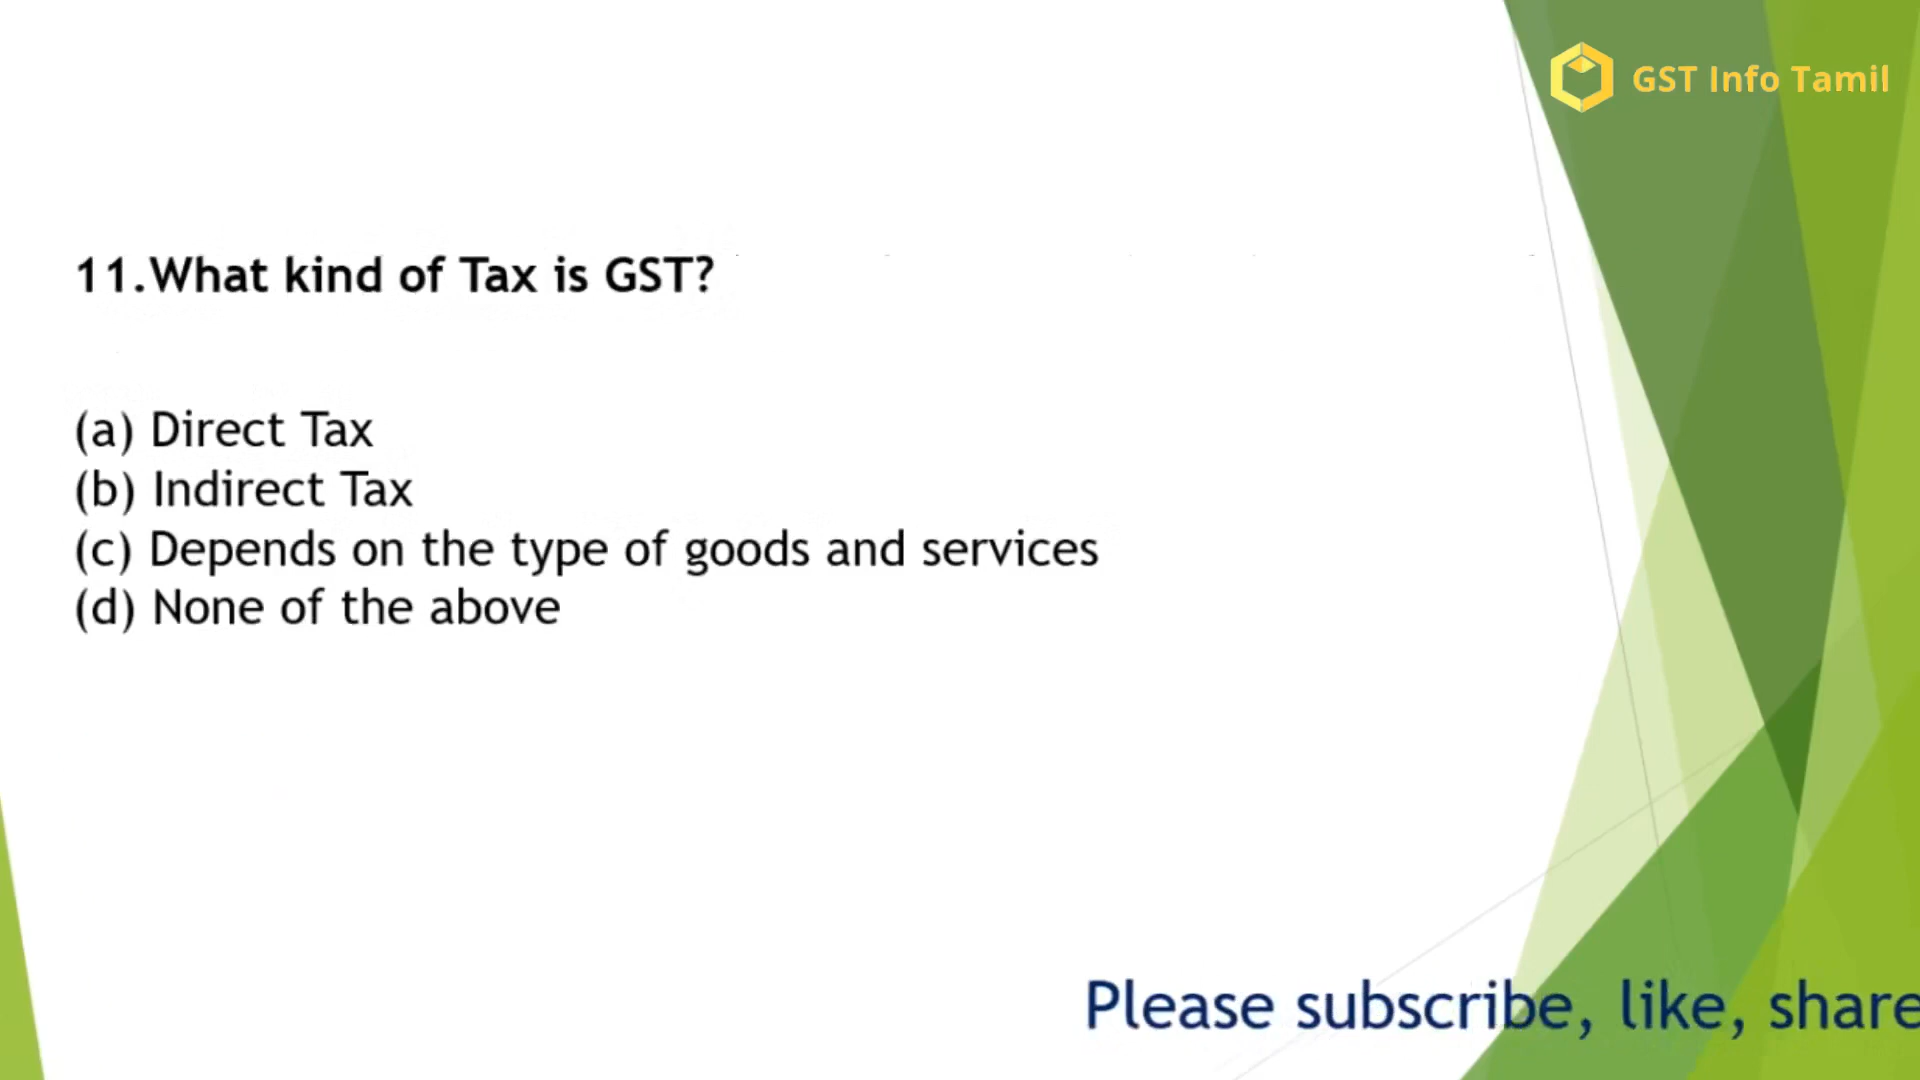 GST Info Tamil
11.What kind of Tax is GST?
(a) Direct Tax
(b) Indirect Tax
(c) Depends on the type of goods and services
(d) None of the above
Please subscribe, like, share